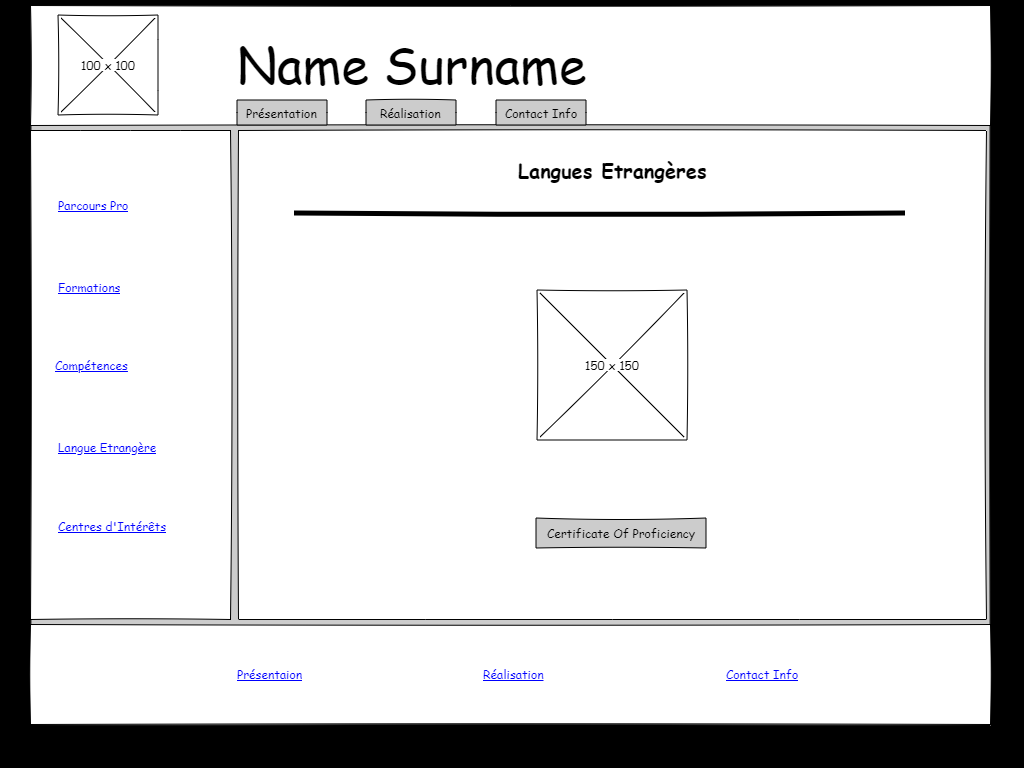 100 x 100
Name Surname
Présentation
Réalisation
Contact Info
Parcours Pro
Formations
Compétences
Langue Etrangère
Centres d'Intérêts
Langues Etrangères
150 x 150
Certificate Of Proficiency
Présentaion
Réalisation
Contact Info